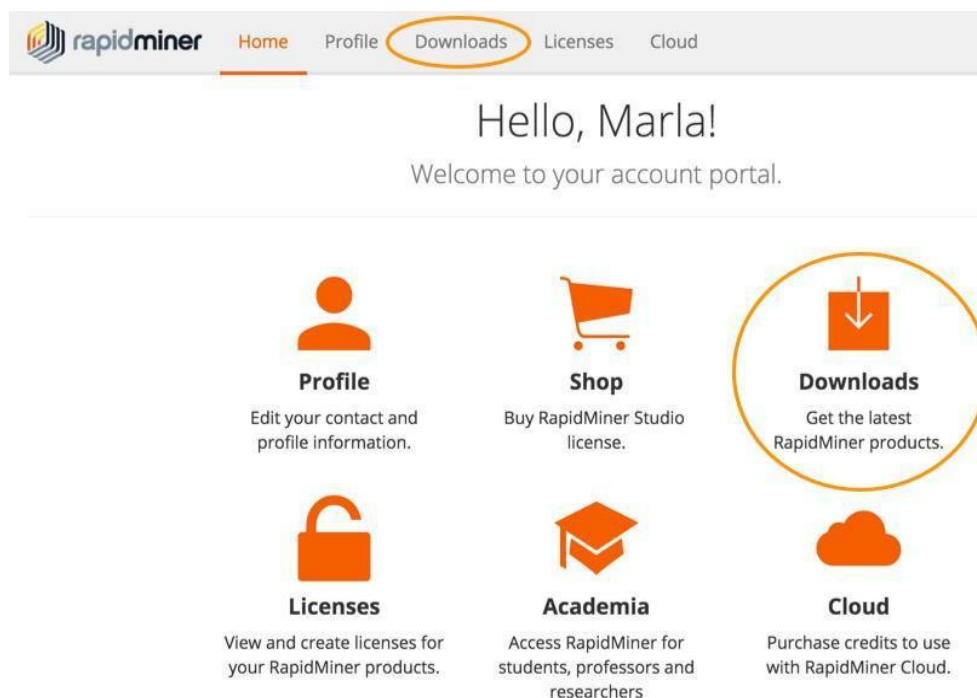 rapidminer Home Profile Downloads Licenses Cloud
Hello, Marla!
Welcome to your account portal.
Profile
Edit your contact and
profile information.
Shop
Buy RapidMiner Studio
license.
Downloads
Get the latest
RapidMiner products.
Licenses
View and create licenses for
your RapidMiner products.
Academia
Access RapidMiner for
students, professors and
researchers
Cloud
Purchase credits to use
with RapidMiner Cloud.